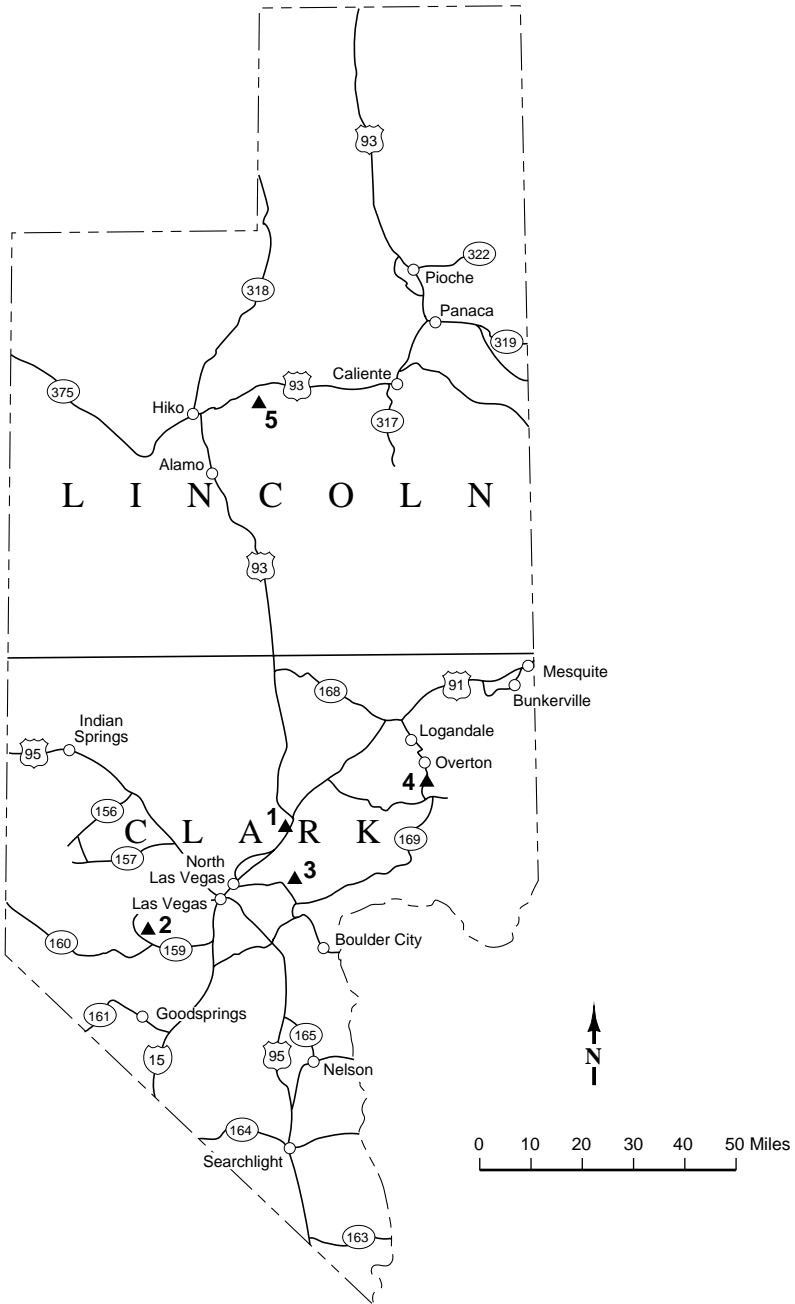 93
322
Pioche
318
Panaca
319
Caliente
93
375
Hiko
5
317
Alamo
LINCOLN
93
Mesquite
91
168
Bunkerville
Indian
Springs
Logandale
95
Overton
4
156
1
CLARK
169
157
North
Las Vegas
3
Las Vegas
2
160
159
Boulder City
161
Goodsprings
165
15
95
Nelson
N
164
Searchlight
0 10 20 30 40 50 Miles
163